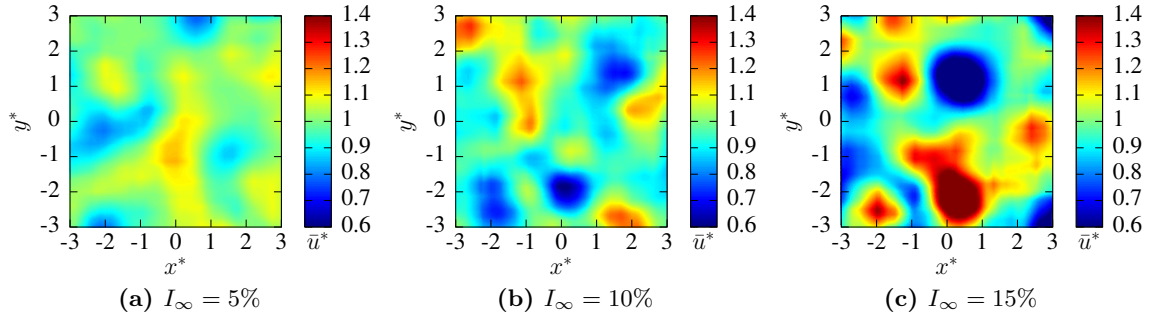 3 2 1 0 -1 -2 -3
y*
-3 -2 -1 0 1 2 3
x*
1.4 1.3 1.2 1.1 1 0.9 0.8 0.7 0.6
ū*
(a) I∞ = 5%
3 2 1 0 -1 -2 -3
y*
-3 -2 -1 0 1 2 3
x*
1.4 1.3 1.2 1.1 1 0.9 0.8 0.7 0.6
ū*
(b) I∞ = 10%
3 2 1 0 -1 -2 -3
y*
-3 -2 -1 0 1 2 3
x*
1.4 1.3 1.2 1.1 1 0.9 0.8 0.7 0.6
ū*
(c) I∞ = 15%